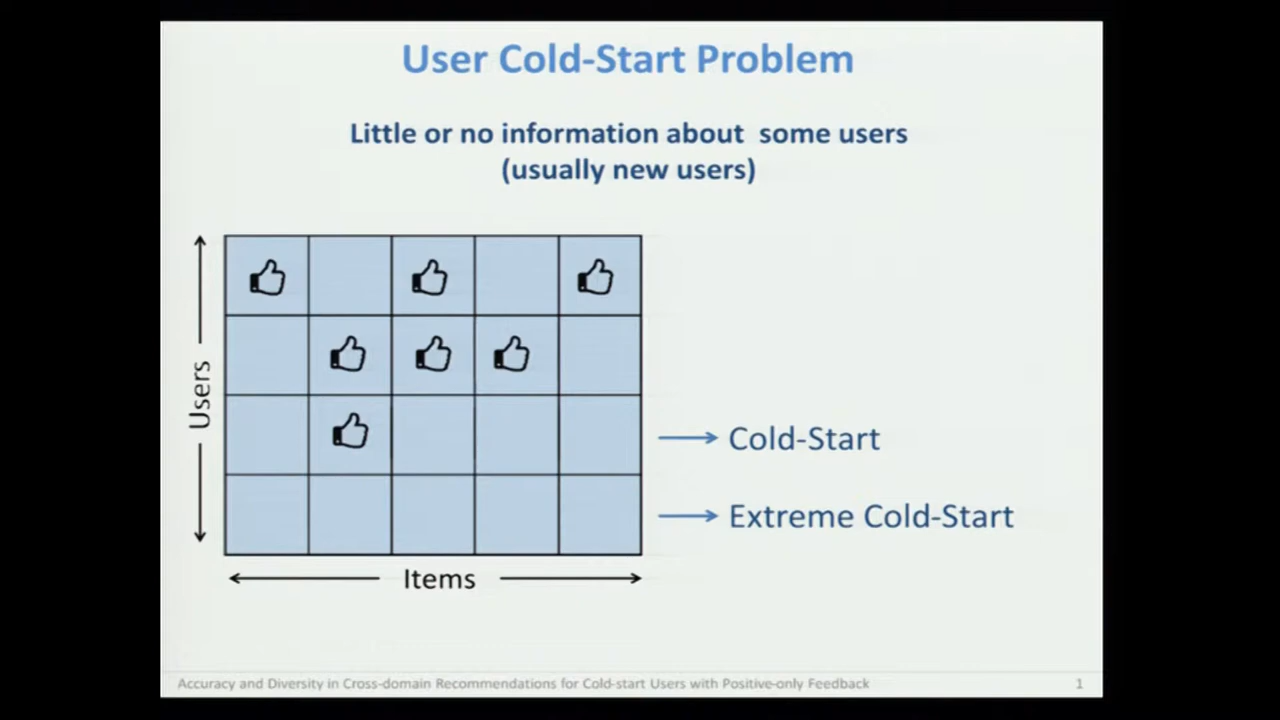 User Cold-Start Problem
Little or no information about some users
(usually new users)
Users
Cold-Start
Extreme Cold-Start
Items
Accuracy and Diversity in Cross-domain Recommendations for Cold-start Users with Positive-only Feedback
1